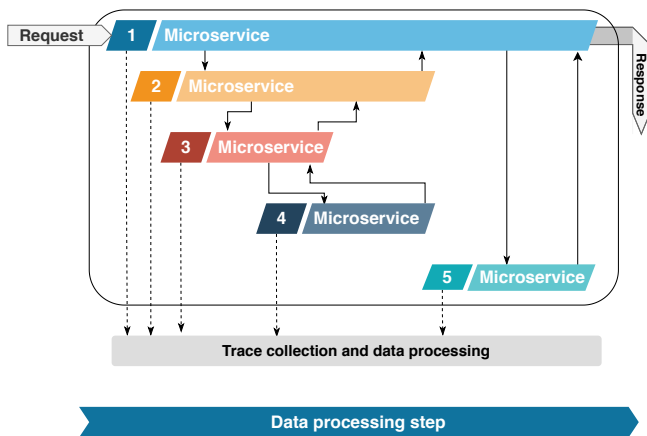 Request
1 Microservice
Response
2 Microservice
3 Microservice
4 Microservice
5 Microservice
Trace collection and data processing
Data processing step